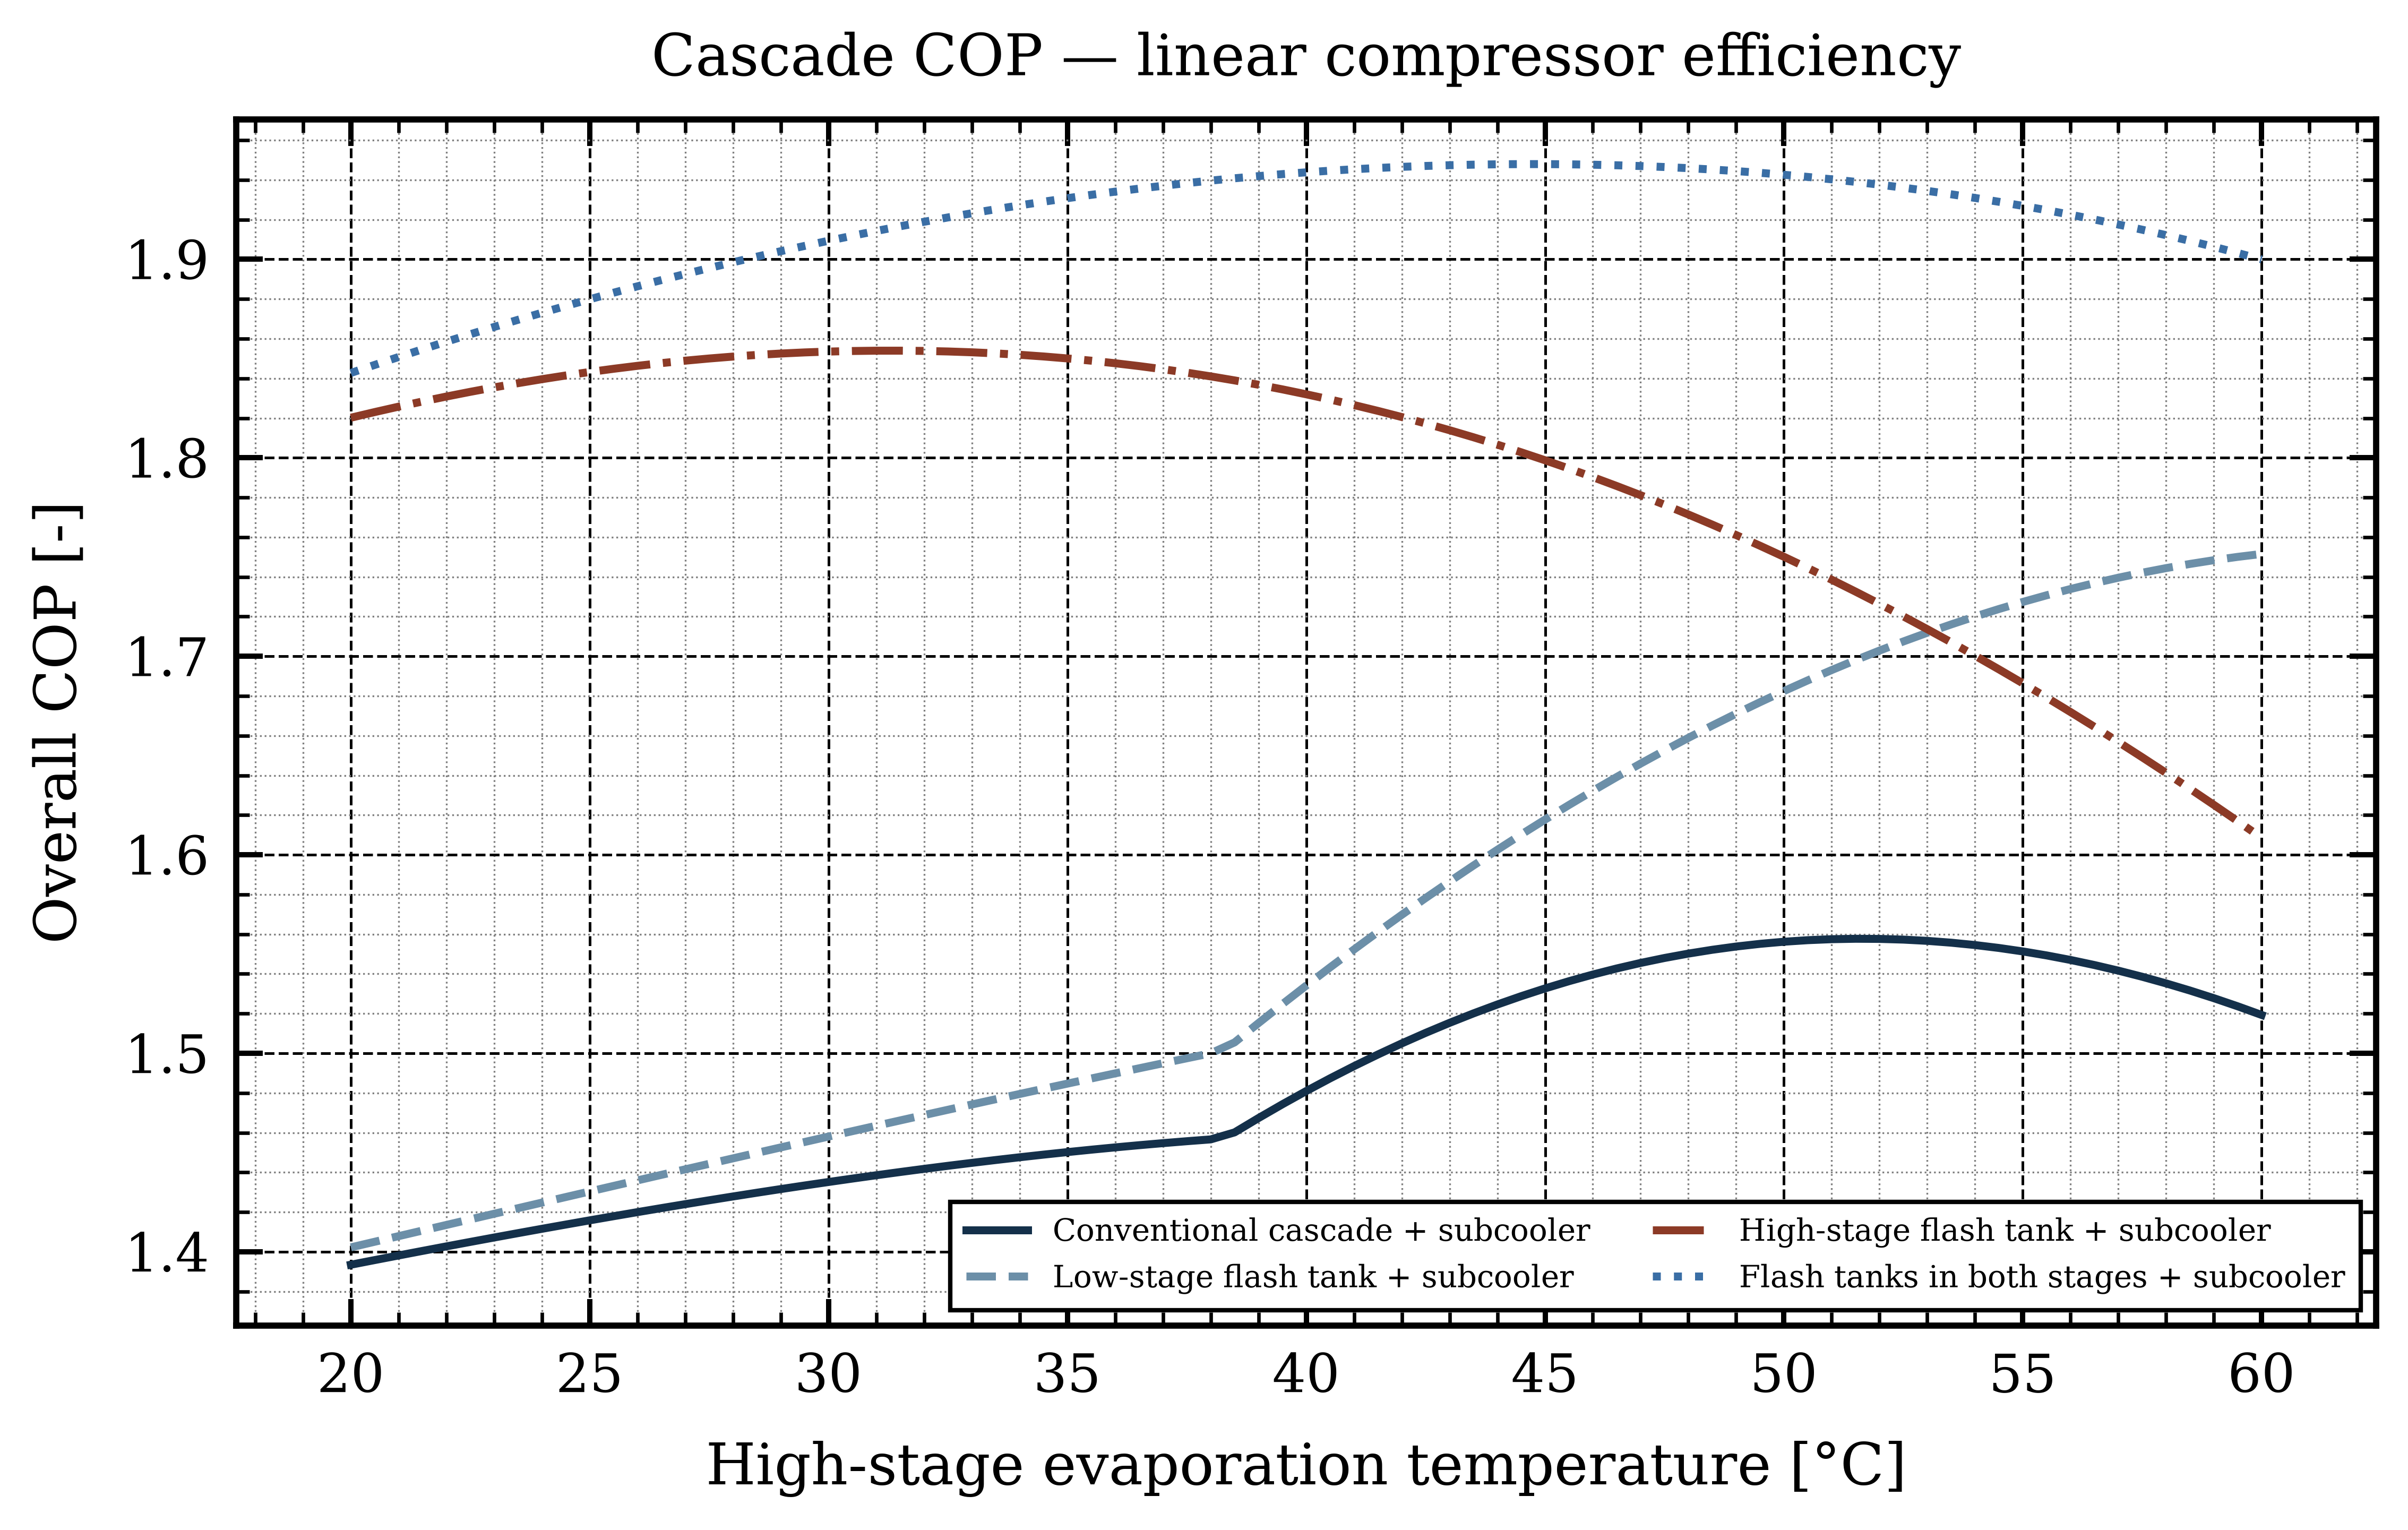 Cascade COP — linear compressor efficiency
Overall COP [-]
1.9
1.8
1.7
1.6
1.5
1.4
Conventional cascade + subcooler
Low-stage flash tank + subcooler
High-stage flash tank + subcooler
Flash tanks in both stages + subcooler
20 25 30 35 40 45 50 55 60
High-stage evaporation temperature [°C]